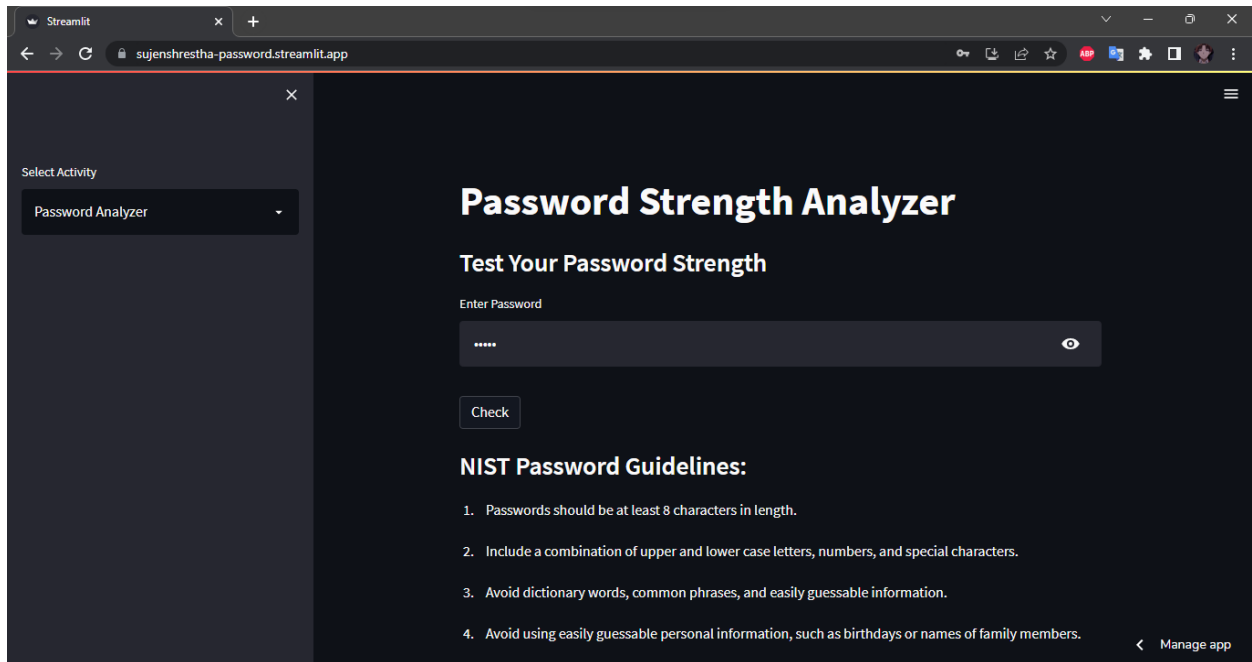 Streamlit
sujenshrestha-password.streamlit.app
ABP
Select Activity
Password Analyzer
Password Strength Analyzer
Test Your Password Strength
Enter Password
•••••
Check
NIST Password Guidelines:
1. Passwords should be at least 8 characters in length.
2. Include a combination of upper and lower case letters, numbers, and special characters.
3. Avoid dictionary words, common phrases, and easily guessable information.
4. Avoid using easily guessable personal information, such as birthdays or names of family members.
Manage app